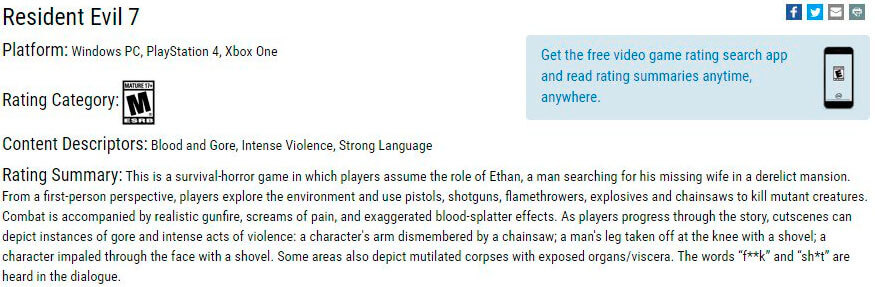 Resident Evil 7
Platform: Windows PC, PlayStation 4, Xbox One
Get the free video game rating search app
and read rating summaries anytime,
anywhere.
Rating Category: MATURE 17+
M
ESRB
Content Descriptors: Blood and Gore, Intense Violence, Strong Language
Rating Summary: This is a survival-horror game in which players assume the role of Ethan, a man searching for his missing wife in a derelict mansion.
From a first-person perspective, players explore the environment and use pistols, shotguns, flamethrowers, explosives and chainsaws to kill mutant creatures.
Combat is accompanied by realistic gunfire, screams of pain, and exaggerated blood-splatter effects. As players progress through the story, cutscenes can
depict instances of gore and intense acts of violence: a character's arm dismembered by a chainsaw; a man's leg taken off at the knee with a shovel; a
character impaled through the face with a shovel. Some areas also depict mutilated corpses with exposed organs/viscera. The words “f**k” and “sh*t” are
heard in the dialogue.